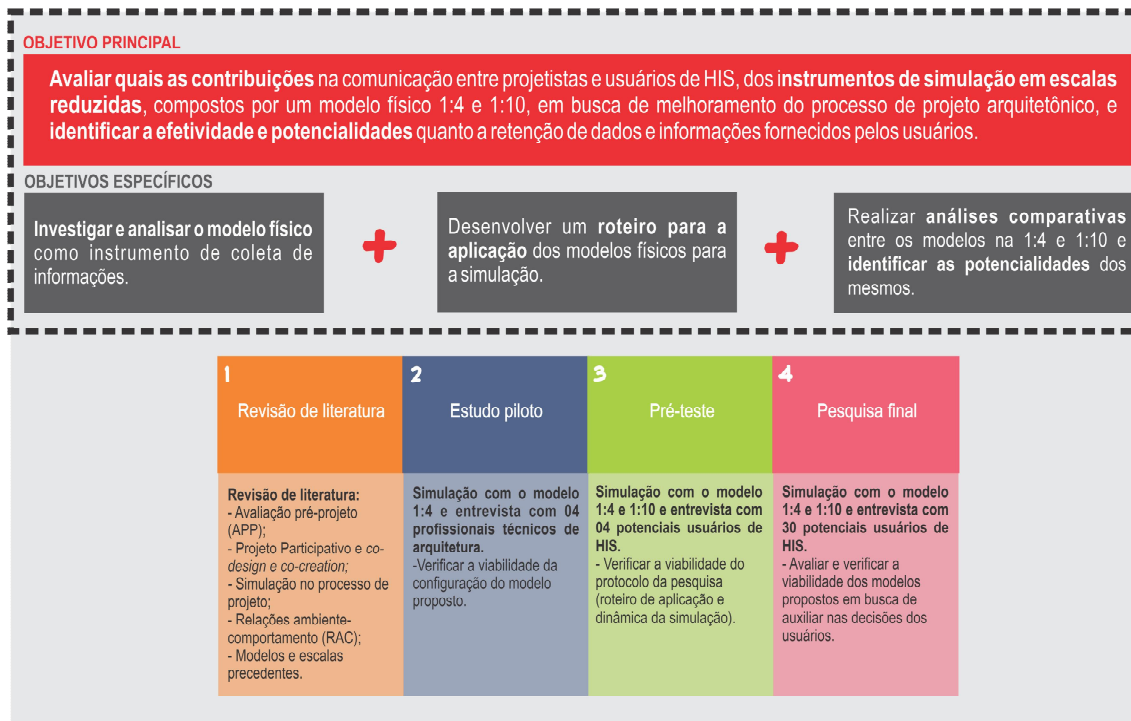 OBJETIVO PRINCIPAL
Avaliar quais as contribuições na comunicação entre projetistas e usuários de HIS, dos instrumentos de simulação em escalas
reduzidas, compostos por um modelo físico 1:4 e 1:10, em busca de melhoramento do processo de projeto arquitetônico, e
identificar a efetividade e potencialidades quanto a retenção de dados e informações fornecidos pelos usuários.
OBJETIVOS ESPECÍFICOS
Investigar e analisar o modelo físico
como instrumento de coleta de
informações.
+
Desenvolver um roteiro para a
aplicação dos modelos físicos para
a simulação.
+
Realizar análises comparativas
entre os modelos na 1:4 e 1:10 e
identificar as potencialidades dos
mesmos.
1
Revisão de literatura
Revisão de literatura:
- Avaliação pré-projeto
(APP);
- Projeto Participativo e co-
design e co-creation;
- Simulação no processo de
projeto;
- Relações ambiente-
comportamento (RAC);
- Modelos e escalas
precedentes.
2
Estudo piloto
Simulação com o modelo
1:4 e entrevista com 04
profissionais técnicos de
arquitetura.
-Verificar a viabilidade da
configuração do modelo
proposto.
3
Pré-teste
Simulação com o modelo
1:4 e 1:10 e entrevista com
04 potenciais usuários de
HIS.
- Verificar a viabilidade do
protocolo da pesquisa
(roteiro de aplicação e
dinâmica da simulação).
4
Pesquisa final
Simulação com o modelo
1:4 e 1:10 e entrevista com
30 potenciais usuários de
HIS.
- Avaliar e verificar a
viabilidade dos modelos
propostos em busca de
auxiliar nas decisões dos
usuários.